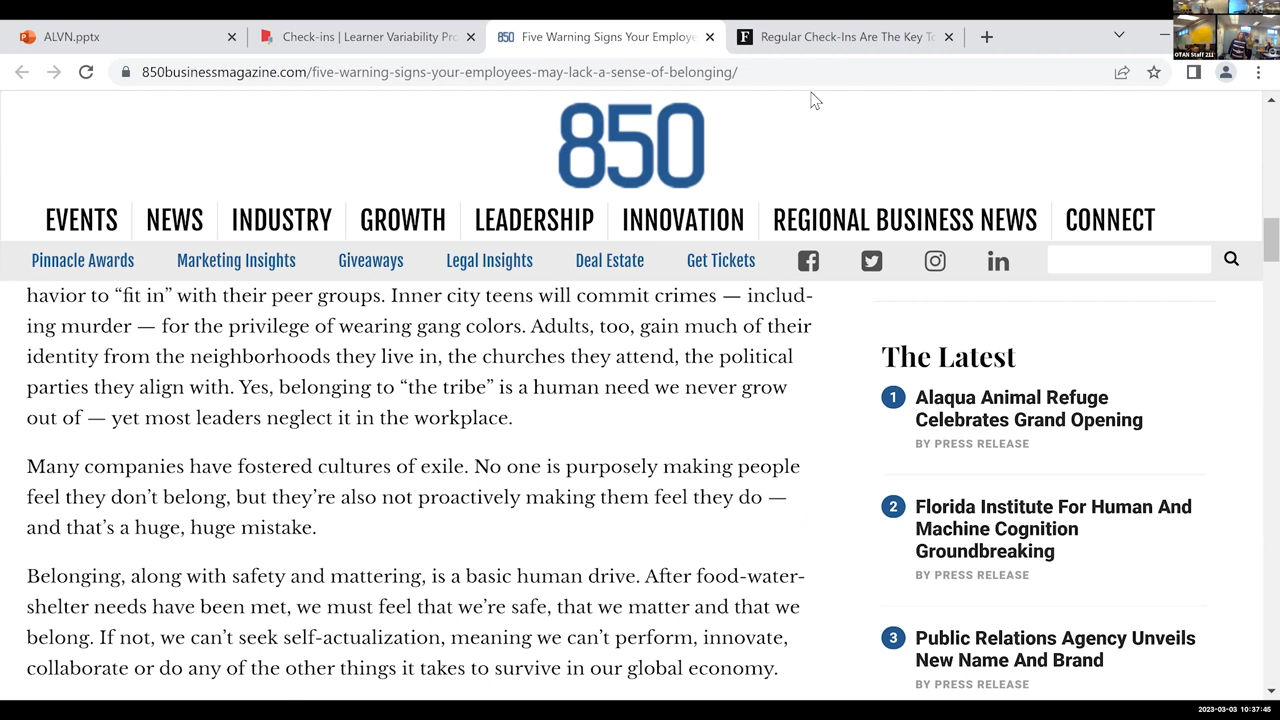 ALVN.pptx
Check-ins | Learner Variability Pro
850
Five Warning Signs Your Employe
F
Regular Check-Ins Are The Key To
850businessmagazine.com/five-warning-signs-your-employees-may-lack-a-sense-of-belonging/
OTAN Staff 211
850
EVENTS
NEWS
INDUSTRY
GROWTH
LEADERSHIP
INNOVATION
REGIONAL BUSINESS NEWS
CONNECT
Pinnacle Awards
Marketing Insights
Giveaways
Legal Insights
Deal Estate
Get Tickets
havior to “fit in” with their peer groups. Inner city teens will commit crimes — includ-
ing murder — for the privilege of wearing gang colors. Adults, too, gain much of their
identity from the neighborhoods they live in, the churches they attend, the political
parties they align with. Yes, belonging to “the tribe” is a human need we never grow
out of — yet most leaders neglect it in the workplace.
Many companies have fostered cultures of exile. No one is purposely making people
feel they don’t belong, but they’re also not proactively making them feel they do —
and that’s a huge, huge mistake.
Belonging, along with safety and mattering, is a basic human drive. After food-water-
shelter needs have been met, we must feel that we’re safe, that we matter and that we
belong. If not, we can’t seek self-actualization, meaning we can’t perform, innovate,
collaborate or do any of the other things it takes to survive in our global economy.
The Latest
1
Alaqua Animal Refuge
Celebrates Grand Opening
BY PRESS RELEASE
2
Florida Institute For Human And
Machine Cognition
Groundbreaking
BY PRESS RELEASE
3
Public Relations Agency Unveils
New Name And Brand
BY PRESS RELEASE
2023-03-03 10:37:45